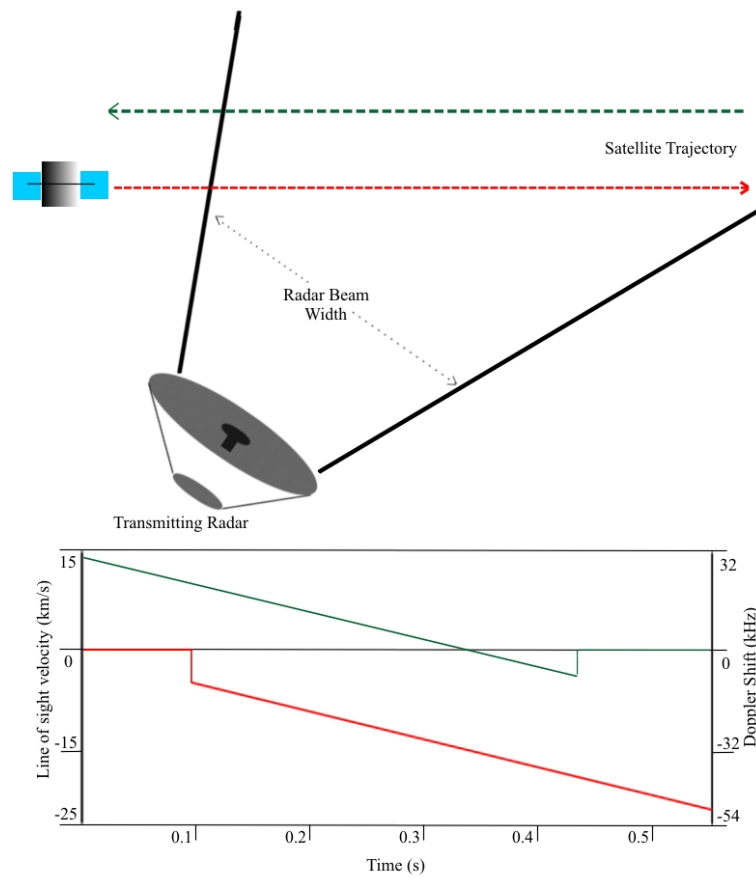 Satellite Trajectory
Radar Beam
Width
Transmitting Radar
Line of sight velocity (km/s)
15
0
-15
-25
32
0
-32
-54
Doppler Shift (kHz)
0.1
0.2
0.3
0.4
0.5
Time (s)